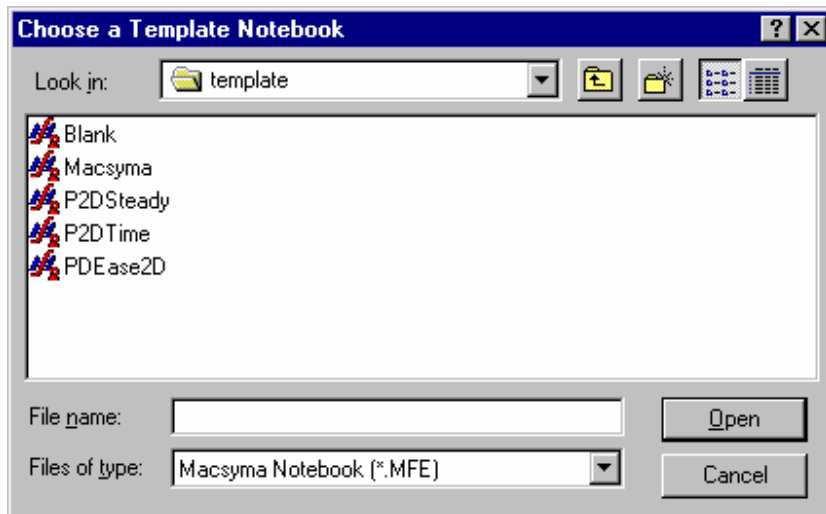 Choose a Template Notebook
Look in: template
Blank
Macsyma
P2DSteady
P2DTime
PDEase2D
File name: Open
Files of type: Macsyma Notebook (*.MFE) Cancel